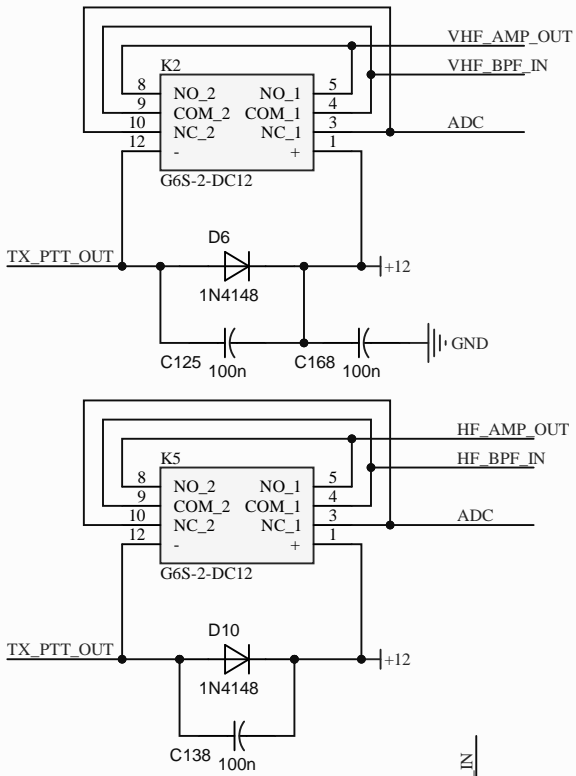 VHF_AMP_OUT
VHF_BPF_IN
K2
8 NO_2 NO_1 5
9 COM_2 COM_1 4
10 NC_2 NC_1 3 ADC
12 - + 1
G6S-2-DC12
D6
TX_PTT_OUT +12
1N4148
GND
C125 100n C168 100n
HF_AMP_OUT
HF_BPF_IN
K5
8 NO_2 NO_1 5
9 COM_2 COM_1 4
10 NC_2 NC_1 3 ADC
12 - + 1
G6S-2-DC12
D10
TX_PTT_OUT +12
1N4148
C138 100n
IN